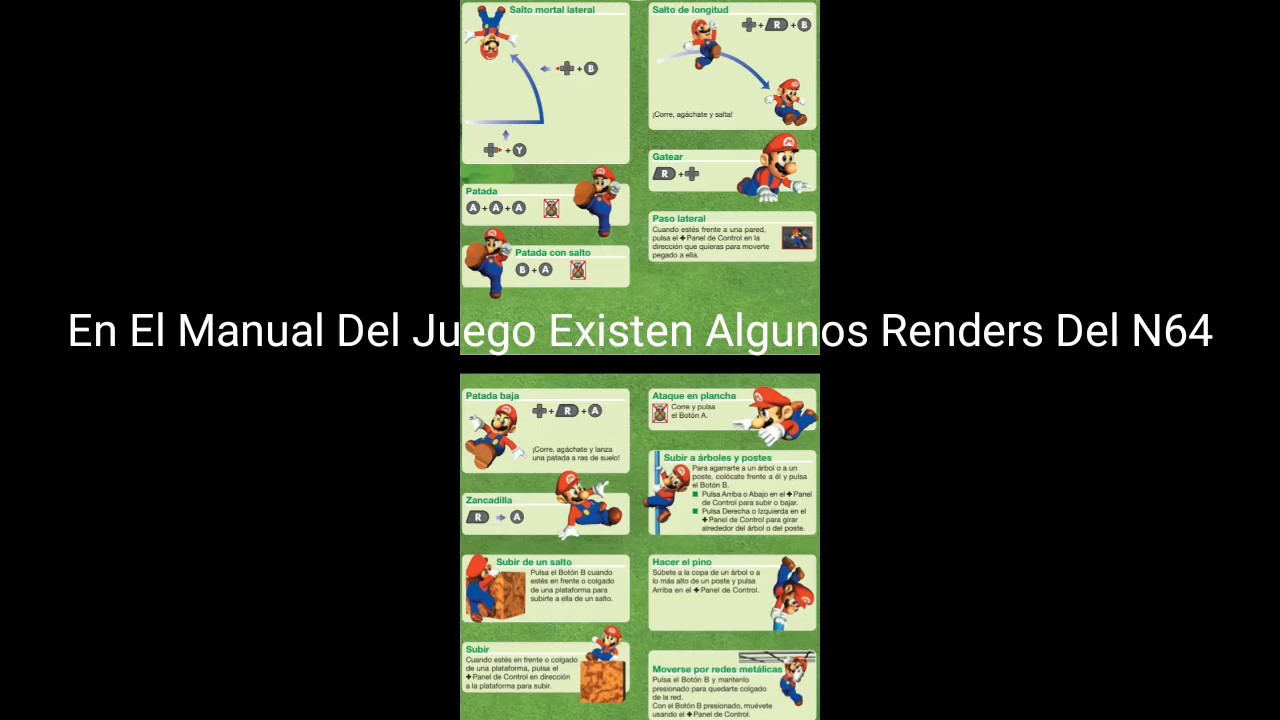 Salto mortal lateral
+ B
+ Y
Patada
A + A + A
Patada con salto
B + A
Salto de longitud
+ R + B
¡Corre, agáchate y salta!
Gatear
R +
Paso lateral
Cuando estés frente a una pared,
pulsa el ✚Panel de Control en la
dirección que quieras para moverte
pegado a ella.
En El Manual Del Juego Existen Algunos Renders Del N64
Patada baja
+ R + A
¡Corre, agáchate y lanza
una patada a ras de suelo!
Zancadilla
R A
Subir de un salto
Pulsa el Botón B cuando
estés en frente o colgado
de una plataforma para
subirte a ella de un salto.
Subir
Cuando estés en frente o colgado
de una plataforma, pulsa el
✚Panel de Control en dirección
a la plataforma para subir.
Ataque en plancha
Corre y pulsa
el Botón A.
Subir a árboles y postes
Para agarrarte a un árbol o a un
poste, colócate frente a él y pulsa
el Botón B.
■ Pulsa Arriba o Abajo en el ✚Panel
de Control para subir o bajar.
■ Pulsa Derecha o Izquierda en el
✚Panel de Control para girar
alrededor del árbol o del poste.
Hacer el pino
Súbete a la copa de un árbol o a
lo más alto de un poste y pulsa
Arriba en el ✚Panel de Control.
Moverse por redes metálicas
Pulsa el Botón B y mantenlo
presionado para quedarte colgado
de la red.
Con el Botón B presionado, muévete
usando el ✚Panel de Control.